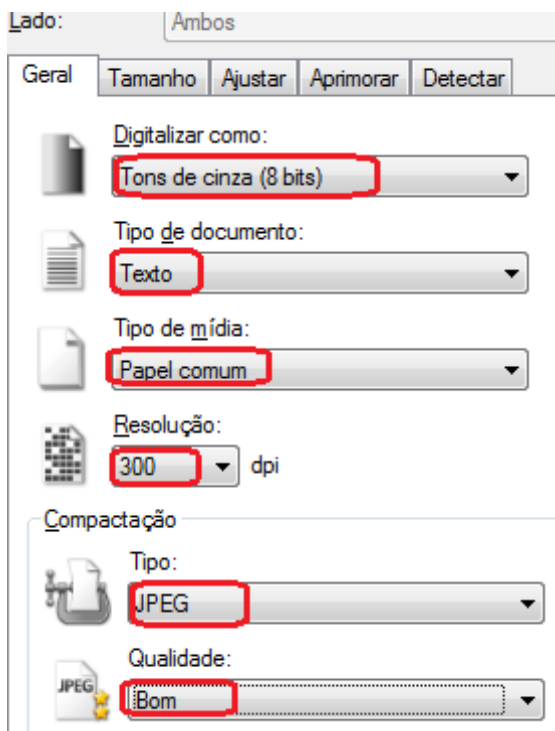 Lado:
Ambos
Geral Tamanho Ajustar Aprimorar Detectar
Digitalizar como:
Tons de cinza (8 bits)
Tipo de documento:
Texto
Tipo de mídia:
Papel comum
Resolução:
300 dpi
Compactação
Tipo:
JPEG
Qualidade:
JPEG
Bom